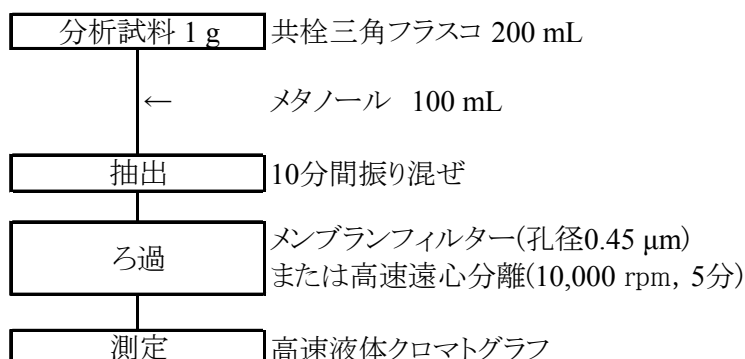 分析試料 1 g 共栓三角フラスコ 200 mL
← メタノール 100 mL
抽出 10分間振り混ぜ
ろ過 メンブランフィルター(孔径0.45 μm)
または高速遠心分離(10,000 rpm, 5分)
測定 高速液体クロマトグラフ